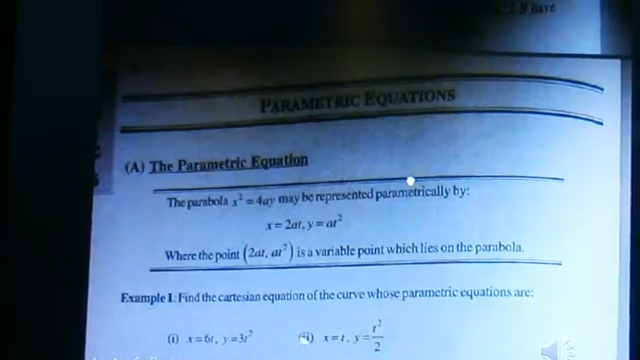 have
PARAMETRIC EQUATIONS
(A) The Parametric Equation
The parabola x² = 4ay may be represented parametrically by:
x = 2at, y = at²
Where the point (2at, at²) is a variable point which lies on the parabola.
Example 1: Find the cartesian equation of the curve whose parametric equations are:
(i) x = 6t, y = 3t² (ii) x = t, y = t²/2